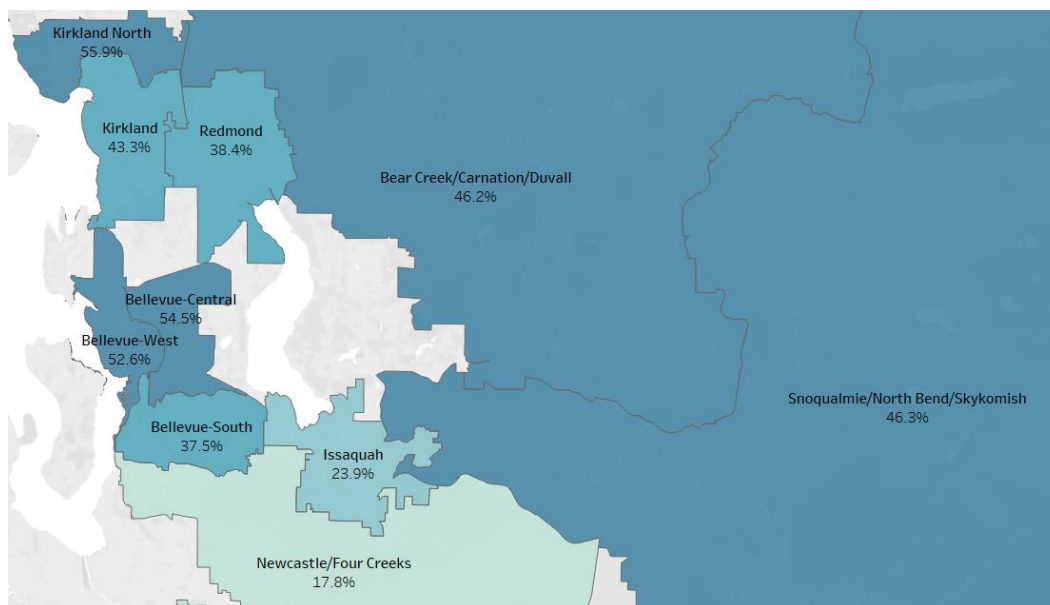 Kirkland North
55.9%
Kirkland
43.3%
Redmond
38.4%
Bear Creek/Carnation/Duvall
46.2%
Bellevue-Central
54.5%
Bellevue-West
52.6%
Snoqualmie/North Bend/Skykomish
46.3%
Bellevue-South
37.5%
Issaquah
23.9%
Newcastle/Four Creeks
17.8%